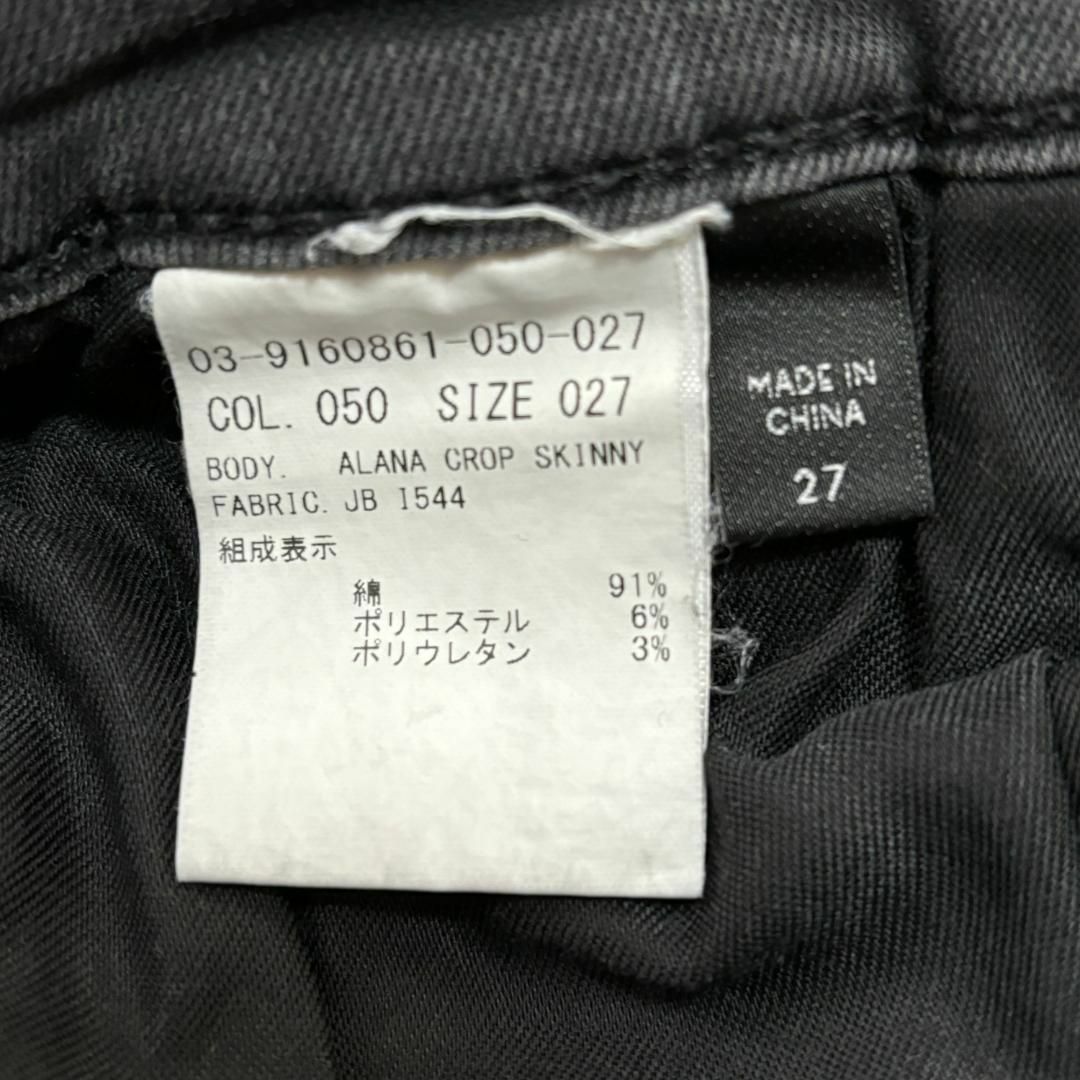 03-9160861-050-027
COL. 050 SIZE 027
BODY. ALANA CROP SKINNY
FABRIC. JB 1544
組成表示
綿 91%
ポリエステル 6%
ポリウレタン 3%
MADE IN
CHINA
27